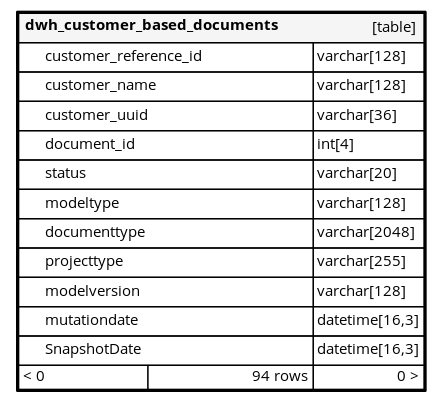 dwh_customer_based_documents [table]
customer_reference_id varchar[128]
customer_name varchar[128]
customer_uuid varchar[36]
document_id int[4]
status varchar[20]
modeltype varchar[128]
documenttype varchar[2048]
projecttype varchar[255]
modelversion varchar[128]
mutationdate datetime[16,3]
SnapshotDate datetime[16,3]
< 0 94 rows 0 >